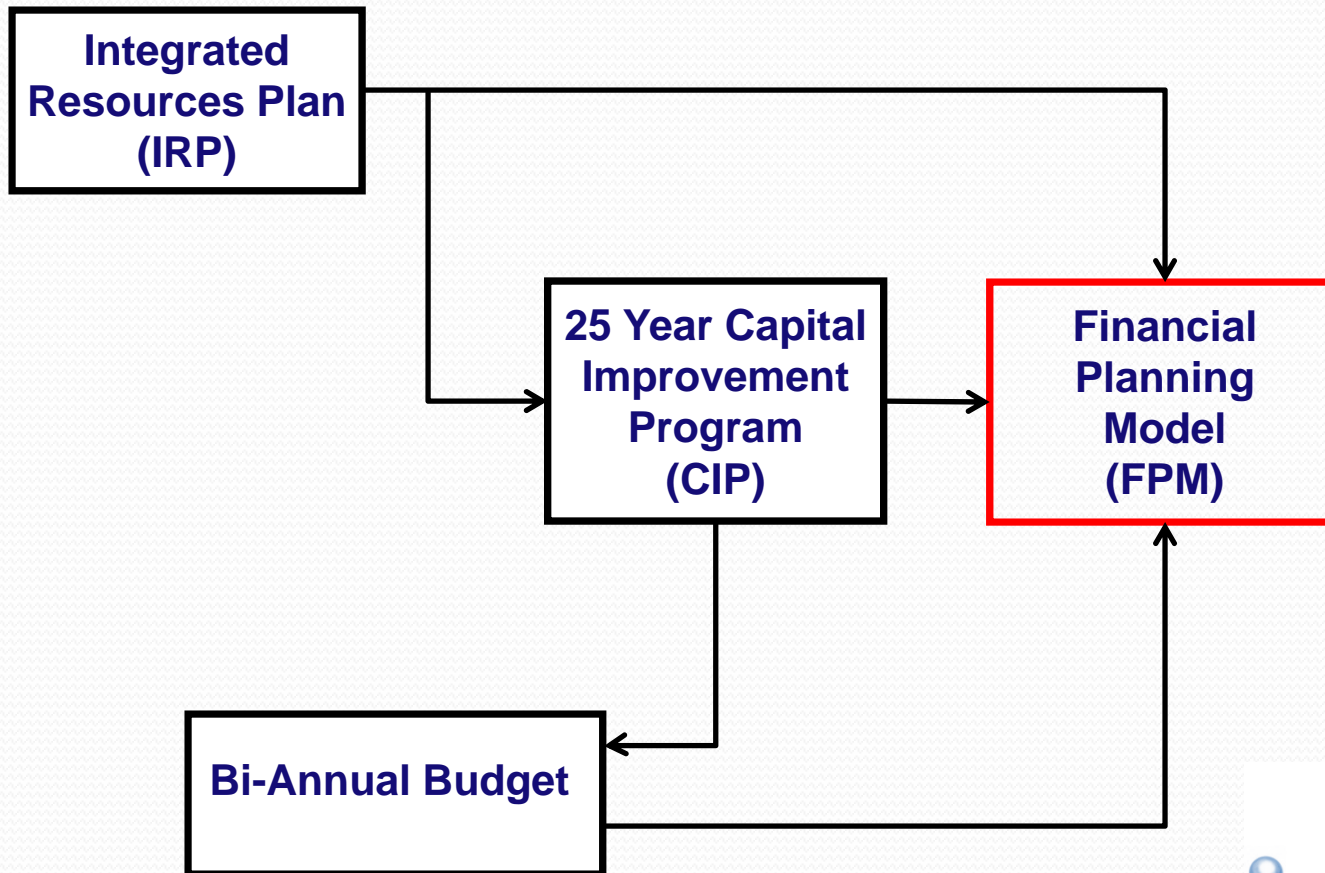 Integrated
Resources Plan
(IRP)
25 Year Capital
Improvement
Program
(CIP)
Financial
Planning
Model
(FPM)
Bi-Annual Budget